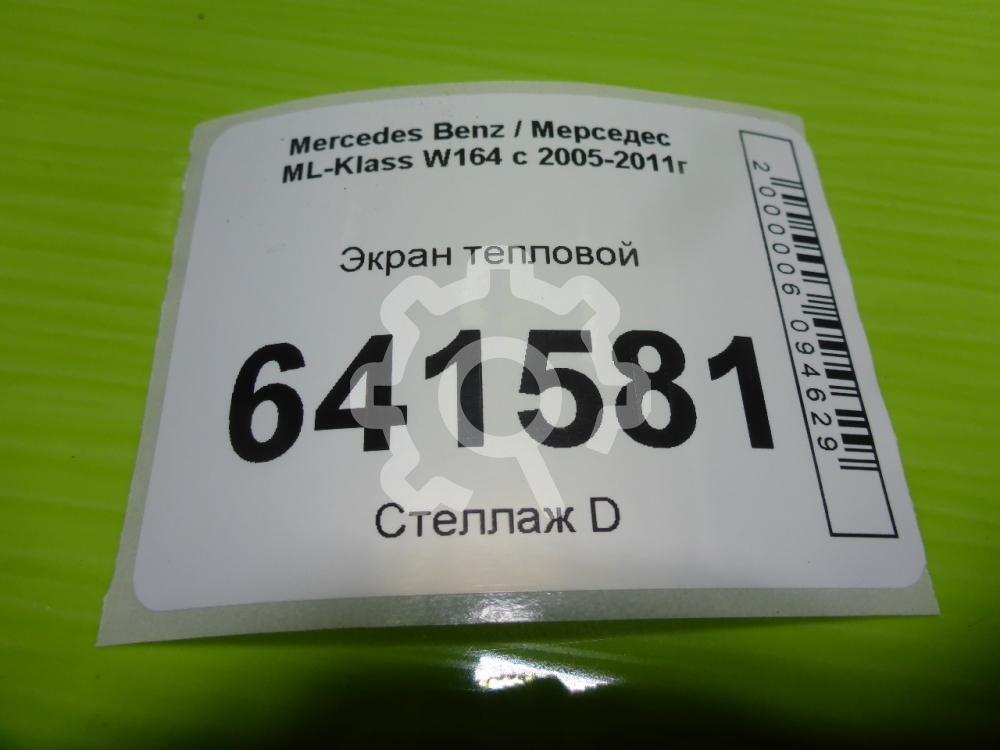 Mercedes Benz / Мерседес
ML-Klass W164 с 2005-2011г
Экран тепловой
641581
Стеллаж D
2000006094629